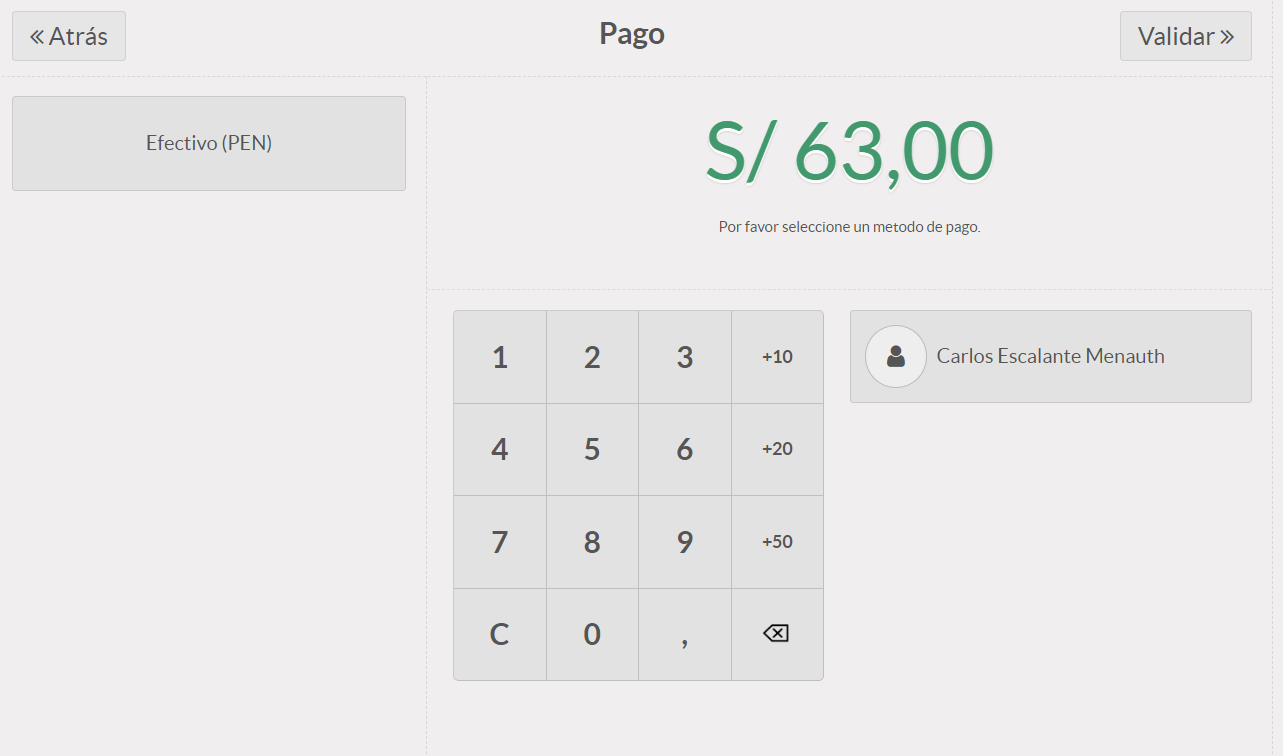 Atrás
Pago
Validar
Efectivo (PEN)
S/ 63,00
Por favor seleccione un metodo de pago.
1 2 3 +10
4 5 6 +20
7 8 9 +50
C 0 ,
Carlos Escalante Menauth